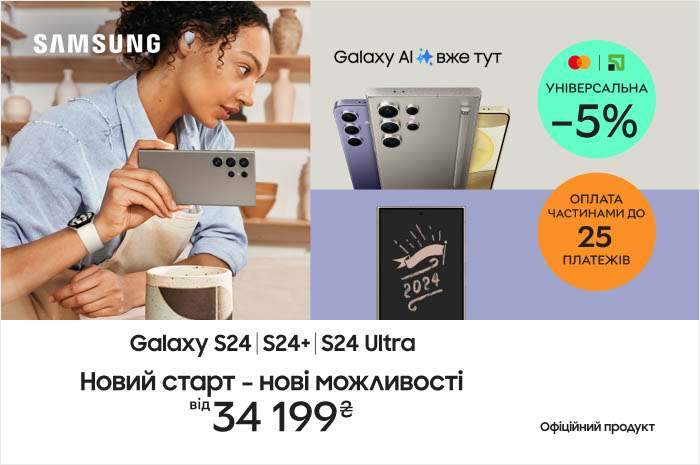 SAMSUNG
Galaxy AI вже тут
УНІВЕРСАЛЬНА
–5%
ОПЛАТА
ЧАСТИНАМИ ДО
25
ПЛАТЕЖІВ
2024
Galaxy S24 | S24+ | S24 Ultra
Новий старт – нові можливості
від 34 199₴
Офіційний продукт